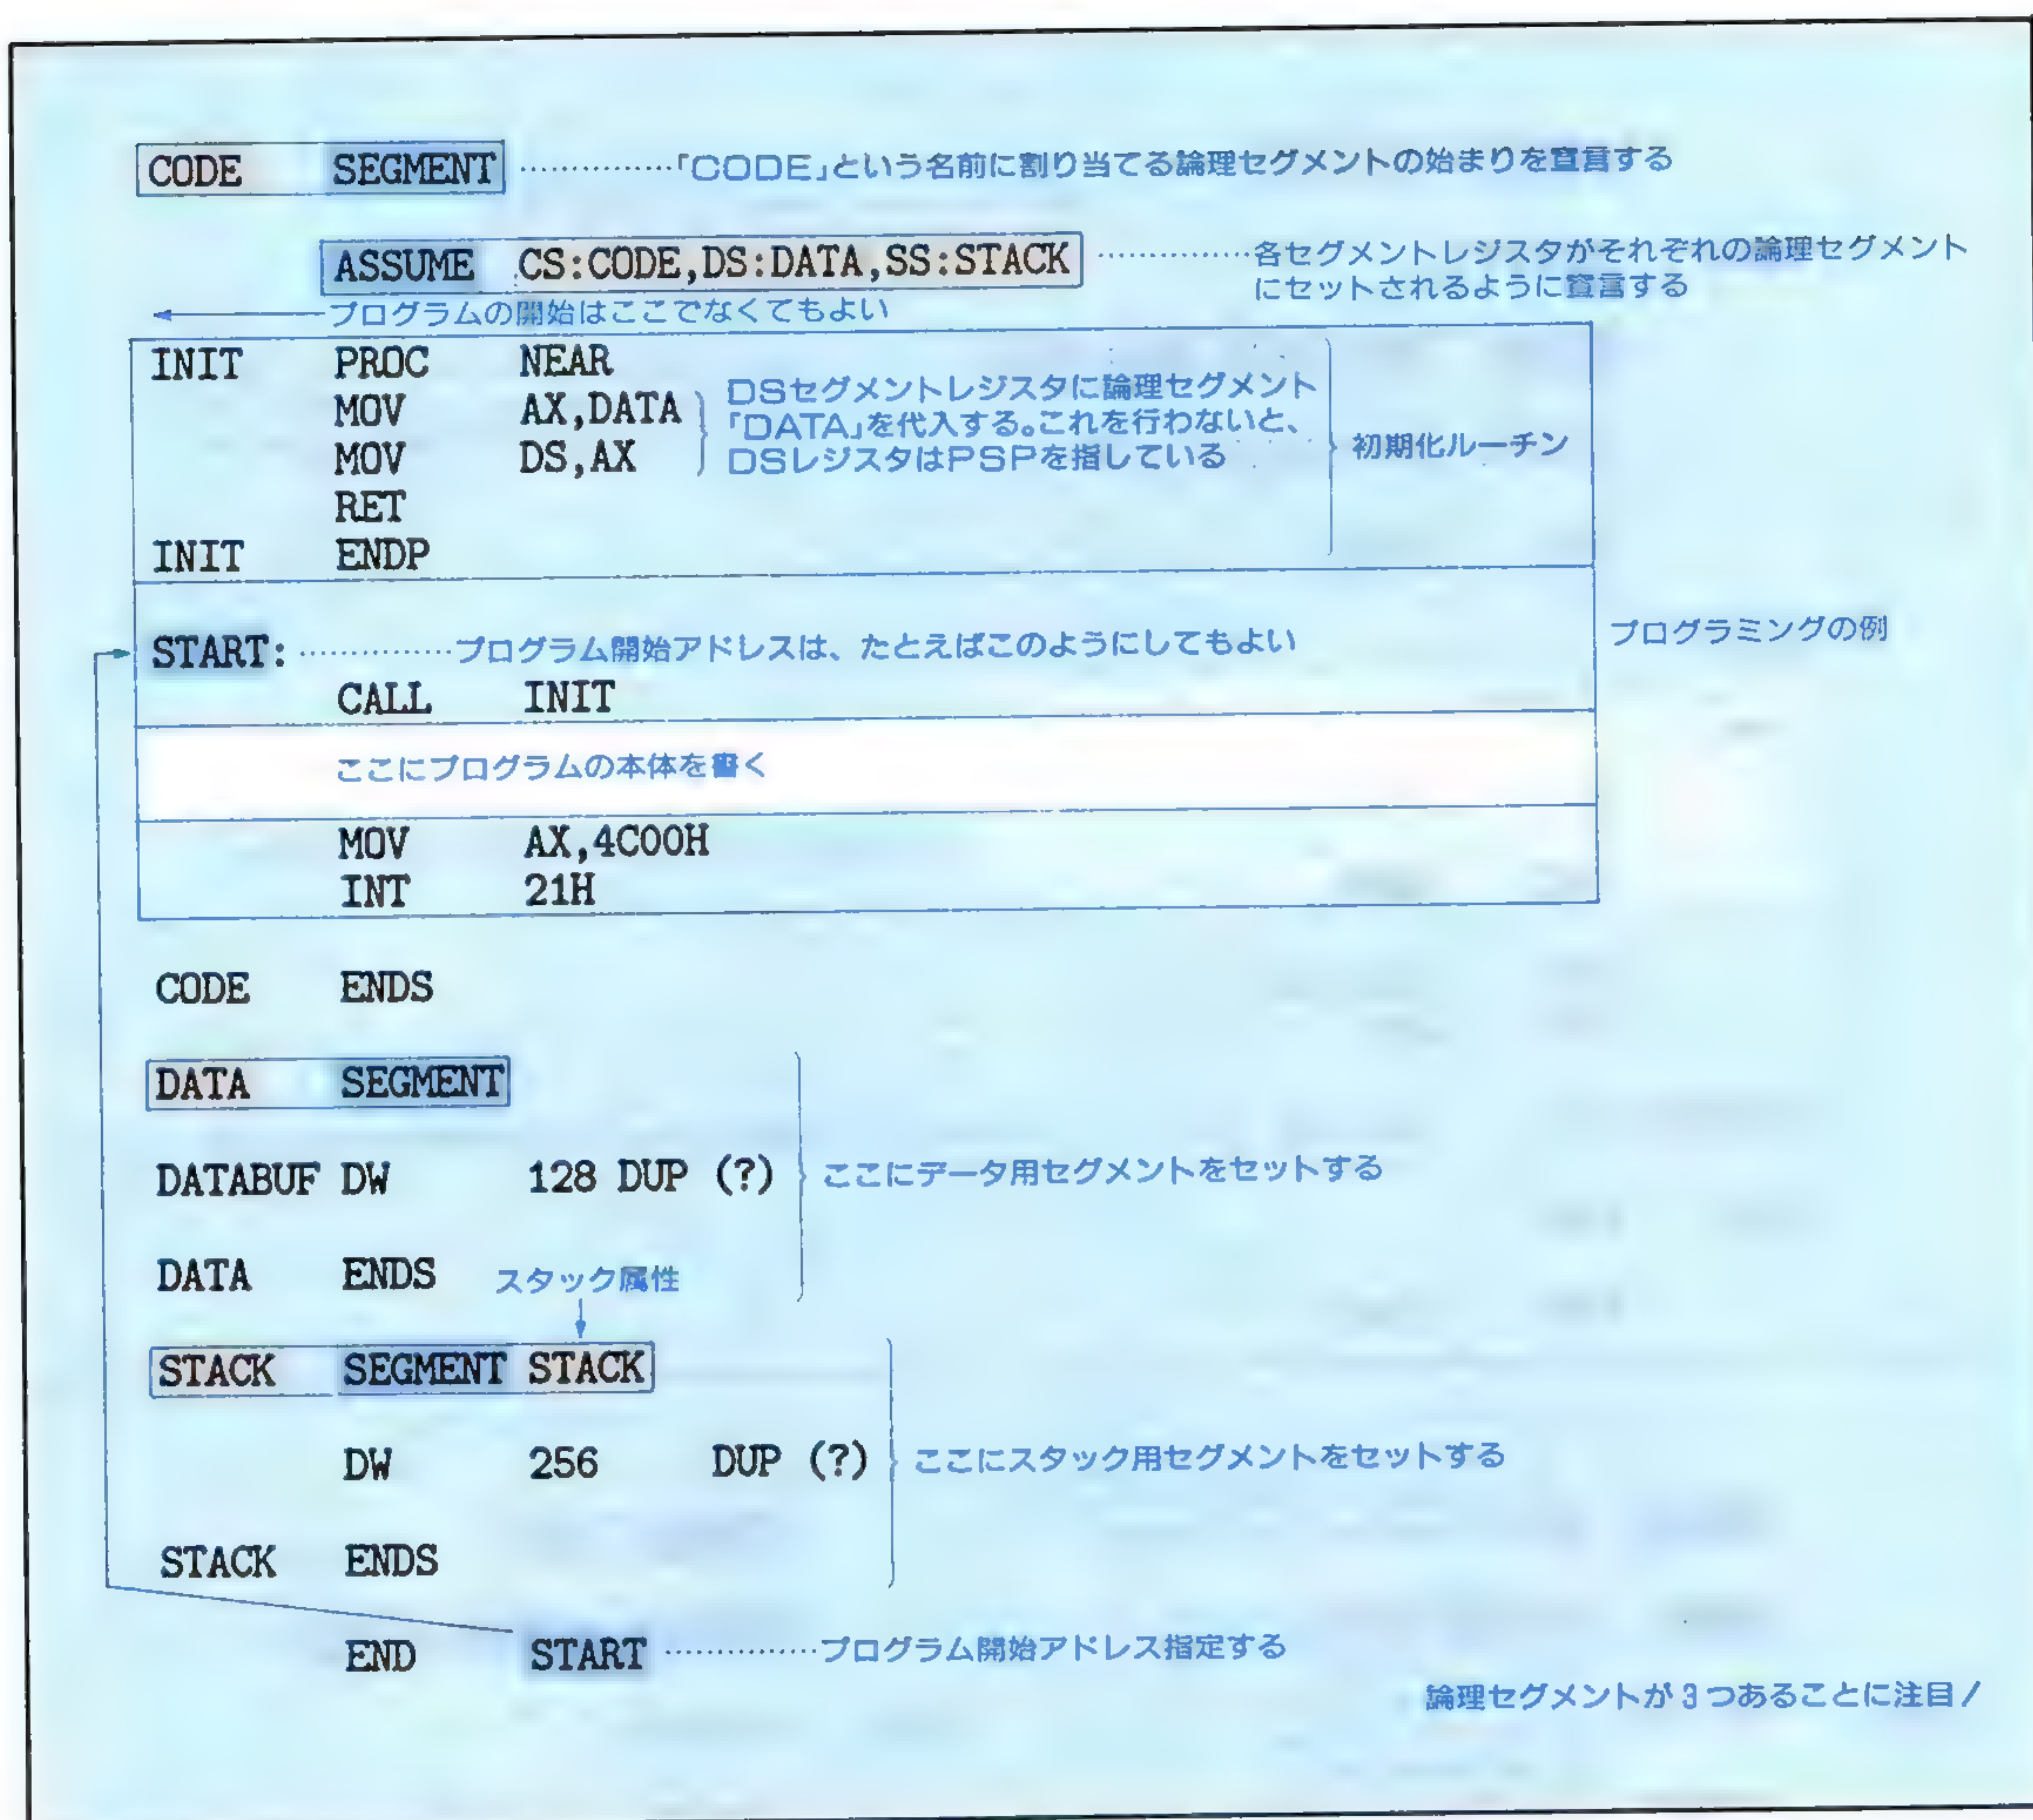 CODE SEGMENT ……………「CODE」という名前に割り当てる論理セグメントの始まりを宣言する
ASSUME CS:CODE,DS:DATA,SS:STACK ……………各セグメントレジスタがそれぞれの論理セグメント
にセットされるように宣言する
プログラムの開始はここでなくてもよい
INIT PROC NEAR
MOV AX,DATA
MOV DS,AX
DSセグメントレジスタに論理セグメント
「DATA」を代入する。これを行わないと、
DSレジスタはPSPを指している
初期化ルーチン
RET
INIT ENDP
プログラミングの例
START: ……………プログラム開始アドレスは、たとえばこのようにしてもよい
CALL INIT
ここにプログラムの本体を書く
MOV AX,4C00H
INT 21H
CODE ENDS
DATA SEGMENT
DATABUF DW 128 DUP (?) ここにデータ用セグメントをセットする
DATA ENDS
スタック属性
STACK SEGMENT STACK
DW 256 DUP (?) ここにスタック用セグメントをセットする
STACK ENDS
END START ……………プログラム開始アドレス指定する
論理セグメントが3つあることに注目!